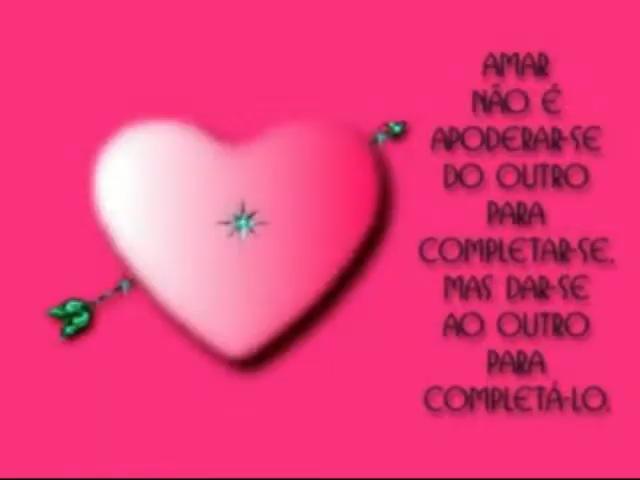 AMAR
NÃO É
APODERAR-SE
DO OUTRO
PARA
COMPLETAR-SE,
MAS DAR-SE
AO OUTRO
PARA
COMPLETÁ-LO.